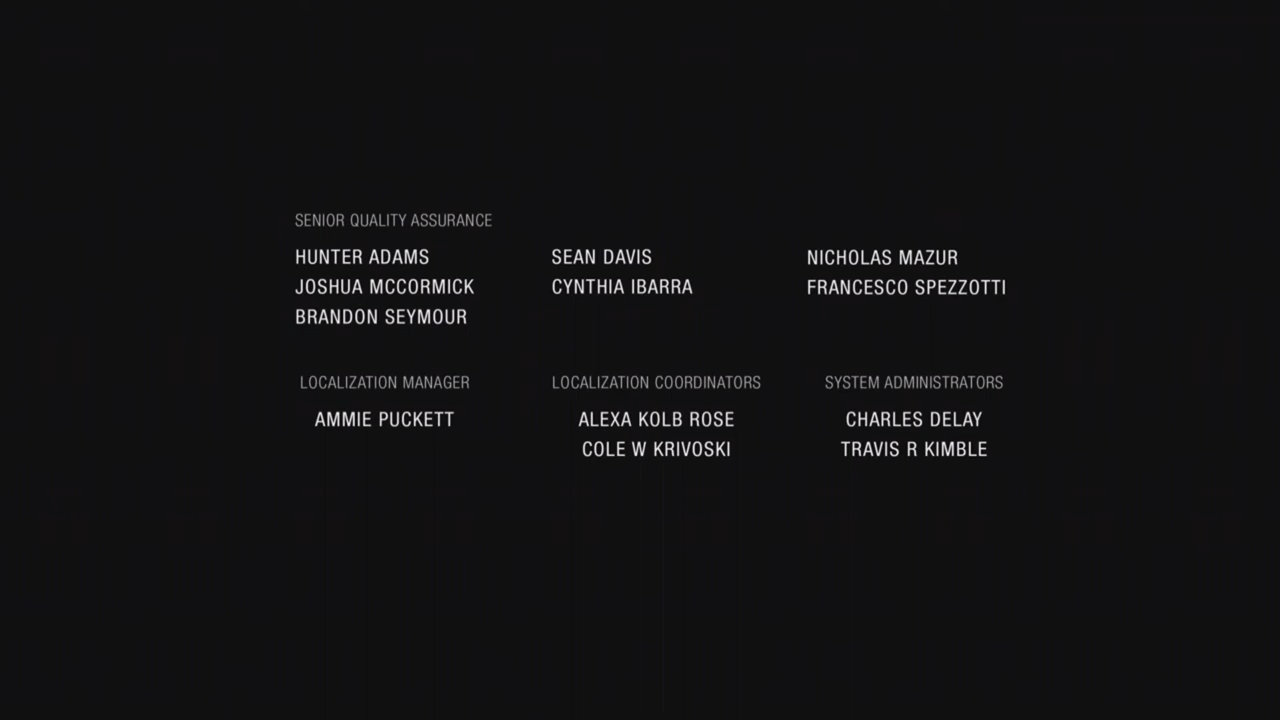 SENIOR QUALITY ASSURANCE
HUNTER ADAMS SEAN DAVIS NICHOLAS MAZUR
JOSHUA MCCORMICK CYNTHIA IBARRA FRANCESCO SPEZZOTTI
BRANDON SEYMOUR
LOCALIZATION MANAGER LOCALIZATION COORDINATORS SYSTEM ADMINISTRATORS
AMMIE PUCKETT ALEXA KOLB ROSE CHARLES DELAY
COLE W KRIVOSKI TRAVIS R KIMBLE